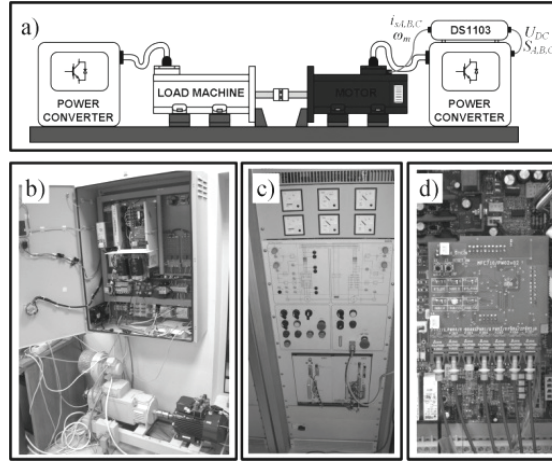 a)
i_sA,B,C
ω_m
DS1103
U_DC
S_A,B,C
LOAD MACHINE
MOTOR
POWER
CONVERTER
POWER
CONVERTER
b)
c)
d)